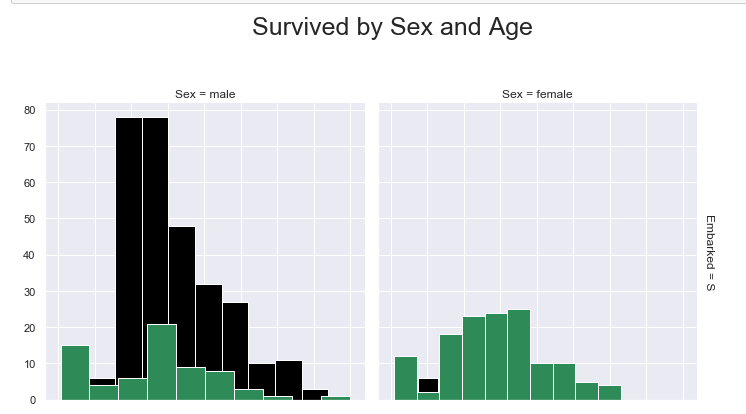 Survived by Sex and Age
Sex = male
Sex = female
80
70
60
50
40
30
20
10
0
Embarked = S